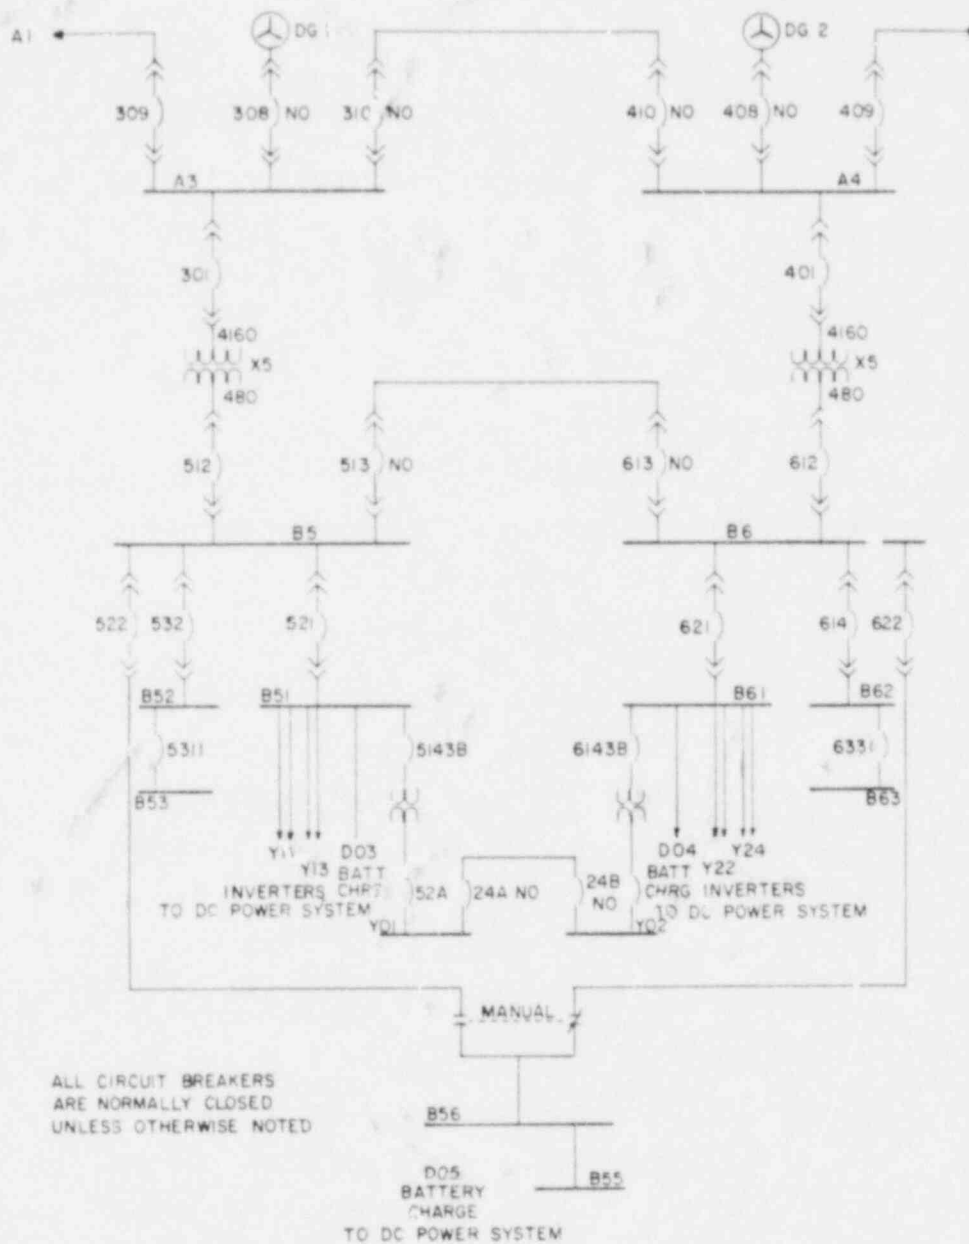 A1
DG 1
DG 2
309
308 NO
310 NO
410 NO
408 NO
409
A3
A4
301
401
4160
X5
480
4160
X5
480
512
513 NO
613 NO
612
B5
B6
522
532
521
621
614
622
B52
B51
B61
B62
5311
5143B
6143B
6331
B53
B63
Y11
Y13
D03
BATT
CHRG
INVERTERS
TO DC POWER SYSTEM
D04
BATT
CHRG
Y22
Y24
INVERTERS
TO DC POWER SYSTEM
52A
24A NO
24B
NO
Y01
Y02
MANUAL
ALL CIRCUIT BREAKERS
ARE NORMALLY CLOSED
UNLESS OTHERWISE NOTED
B56
B55
D05
BATTERY
CHARGE
TO DC POWER SYSTEM